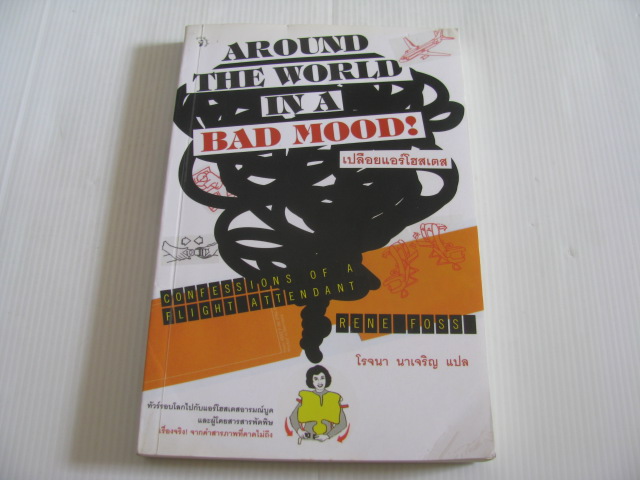 AROUND
THE WORLD
IN A
BAD MOOD!
เปลือยแอร์โฮสเตส
CONFESSIONS OF A
FLIGHT ATTENDANT
RENE FOSS
โรจนา นาเจริญ แปล
ทัวร์รอบโลกไปกับแอร์โฮสเตสอารมณ์บูด
และผู้โดยสารสารพัดพิษ
เรื่องจริง! จากคำสารภาพที่คาดไม่ถึง